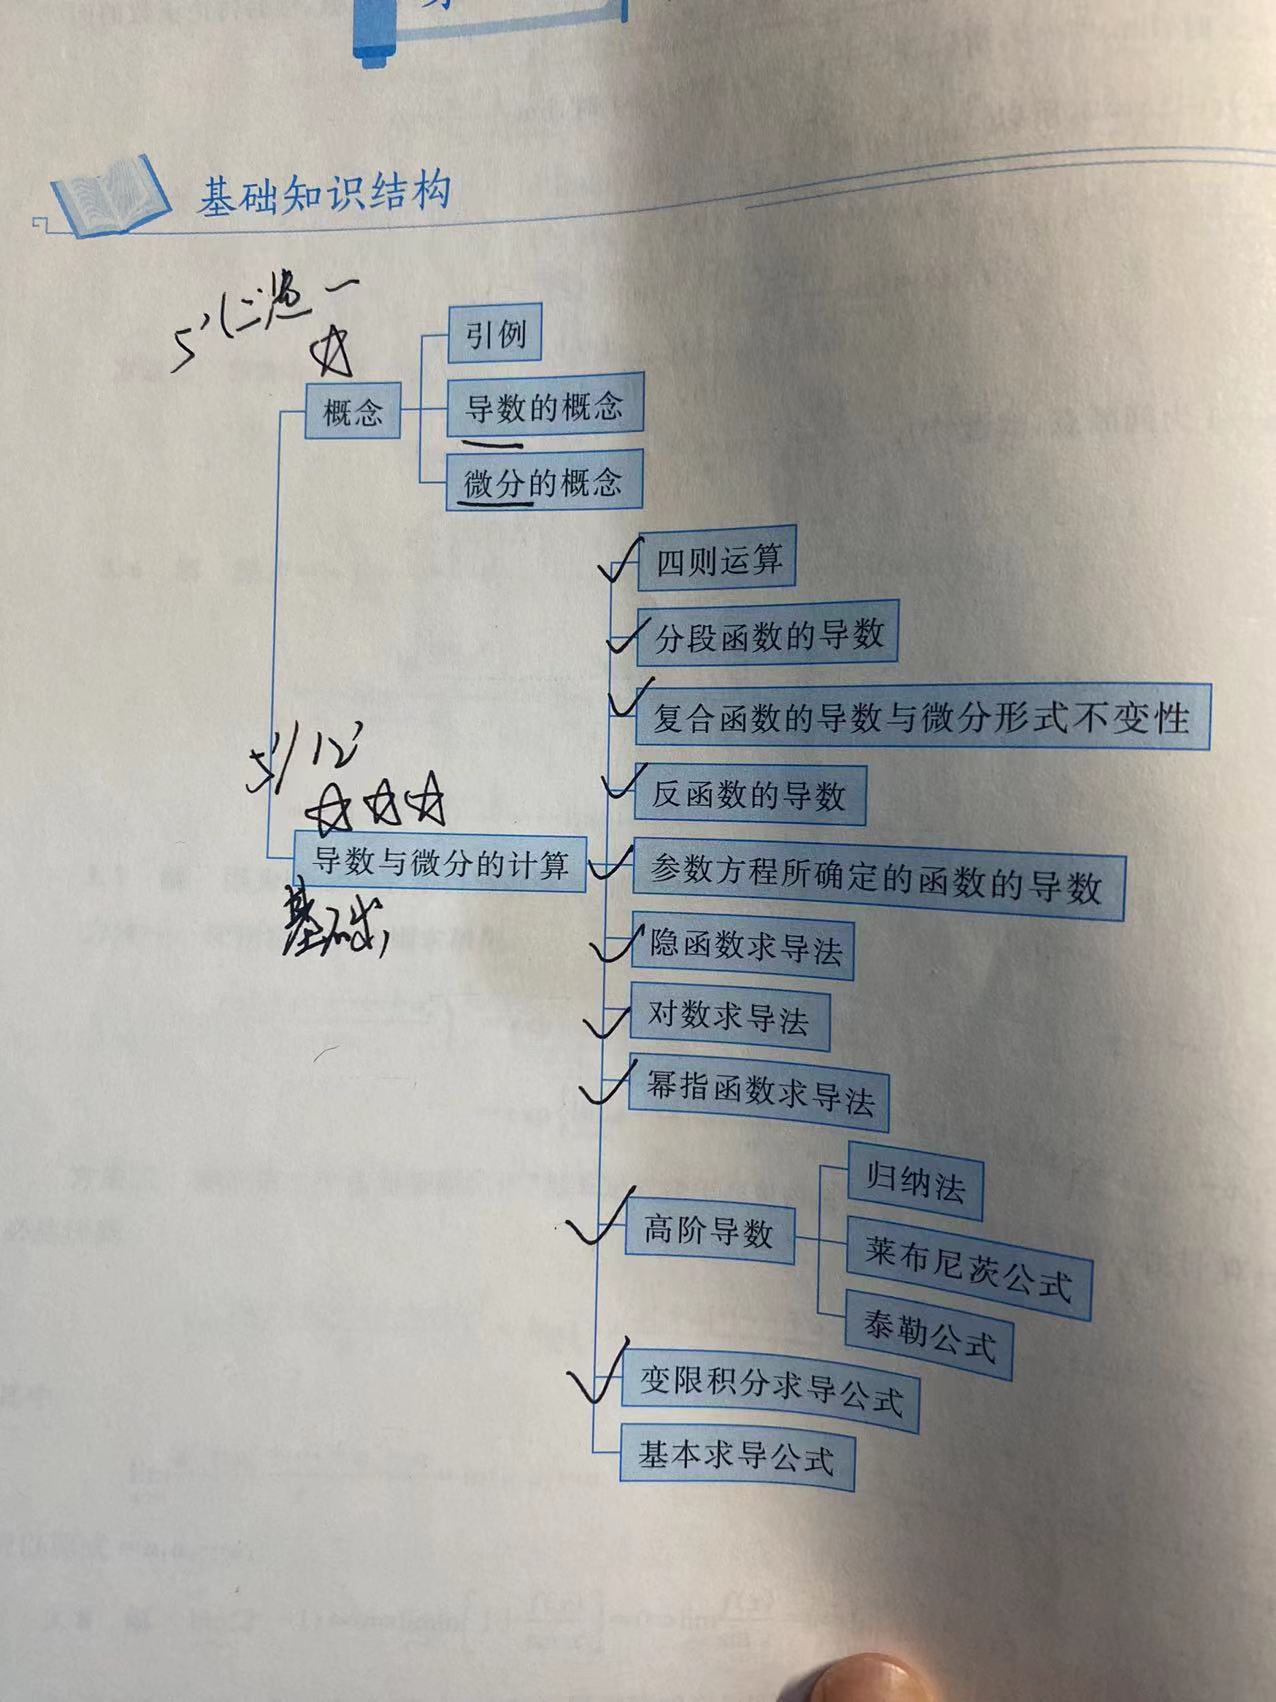 基础知识结构
5'(二选一
引例
概念
导数的概念
微分的概念
四则运算
分段函数的导数
复合函数的导数与微分形式不变性
5'/12'
反函数的导数
导数与微分的计算
参数方程所确定的函数的导数
基础,
隐函数求导法
对数求导法
幂指函数求导法
归纳法
高阶导数
莱布尼茨公式
泰勒公式
变限积分求导公式
基本求导公式